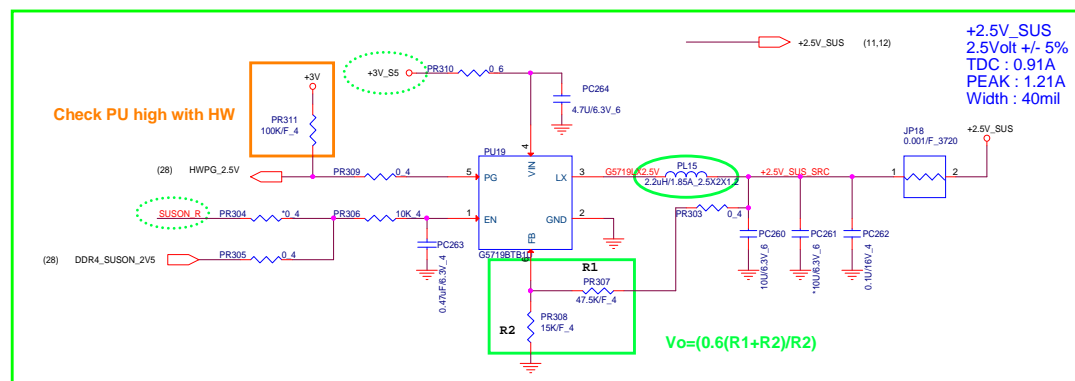 +2.5V_SUS
2.5Volt +/- 5%
TDC : 0.91A
PEAK : 1.21A
Width : 40mil
+2.5V_SUS (11,12)
+3V_S5
PR310 0_6
+3V
PC264
4.7U/6.3V_6
Check PU high with HW
PR311
100K/F_4
JP18
0.001/F_3720
+2.5V_SUS
PU19
4
VIN
(28) HWPG_2.5V
PR309 0_4
5 PG
LX 3
G5719LX2.5V
PL15
2.2uH/1.85A_2.5X2X1.2
+2.5V_SUS_SRC
1 2
SUSON_R
PR304 *0_4
PR306 10K_4
1 EN
GND 2
PR303 0_4
FB
(28) DDR4_SUSON_2V5
PR305 0_4
PC263
0.47uF/6.3V_4
G5719BTB1U
6
PC260
10U/6.3V_6
PC261
*10U/6.3V_6
PC262
0.1U/16V_4
R1
PR307
47.5K/F_4
R2
PR308
15K/F_4
Vo=(0.6(R1+R2)/R2)